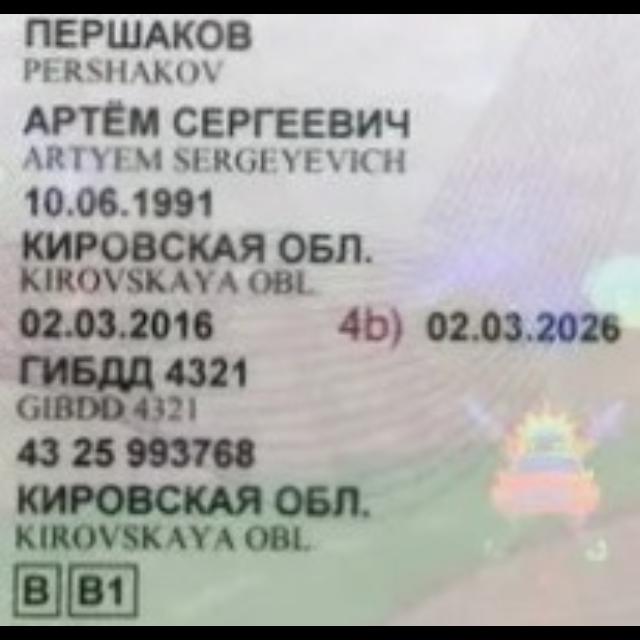 ПЕРШАКОВ
PERSHAKOV
АРТЁМ СЕРГЕЕВИЧ
ARTYEM SERGEYEVICH
10.06.1991
КИРОВСКАЯ ОБЛ.
KIROVSKAYA OBL.
02.03.2016 4b) 02.03.2026
ГИБДД 4321
GIBDD 4321
43 25 993768
КИРОВСКАЯ ОБЛ.
KIROVSKAYA OBL.
B B1